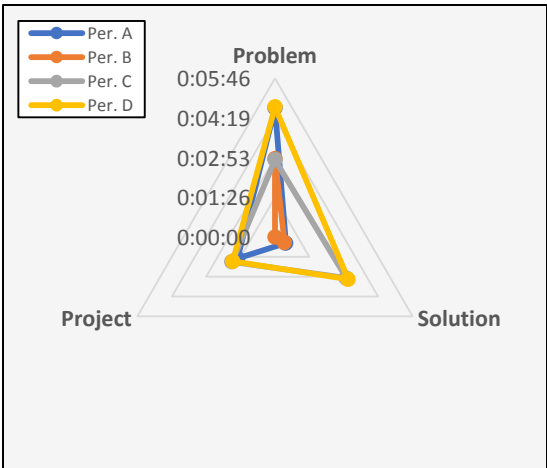 Per. A
Per. B
Per. C
Per. D
Problem
0:05:46
0:04:19
0:02:53
0:01:26
0:00:00
Project
Solution